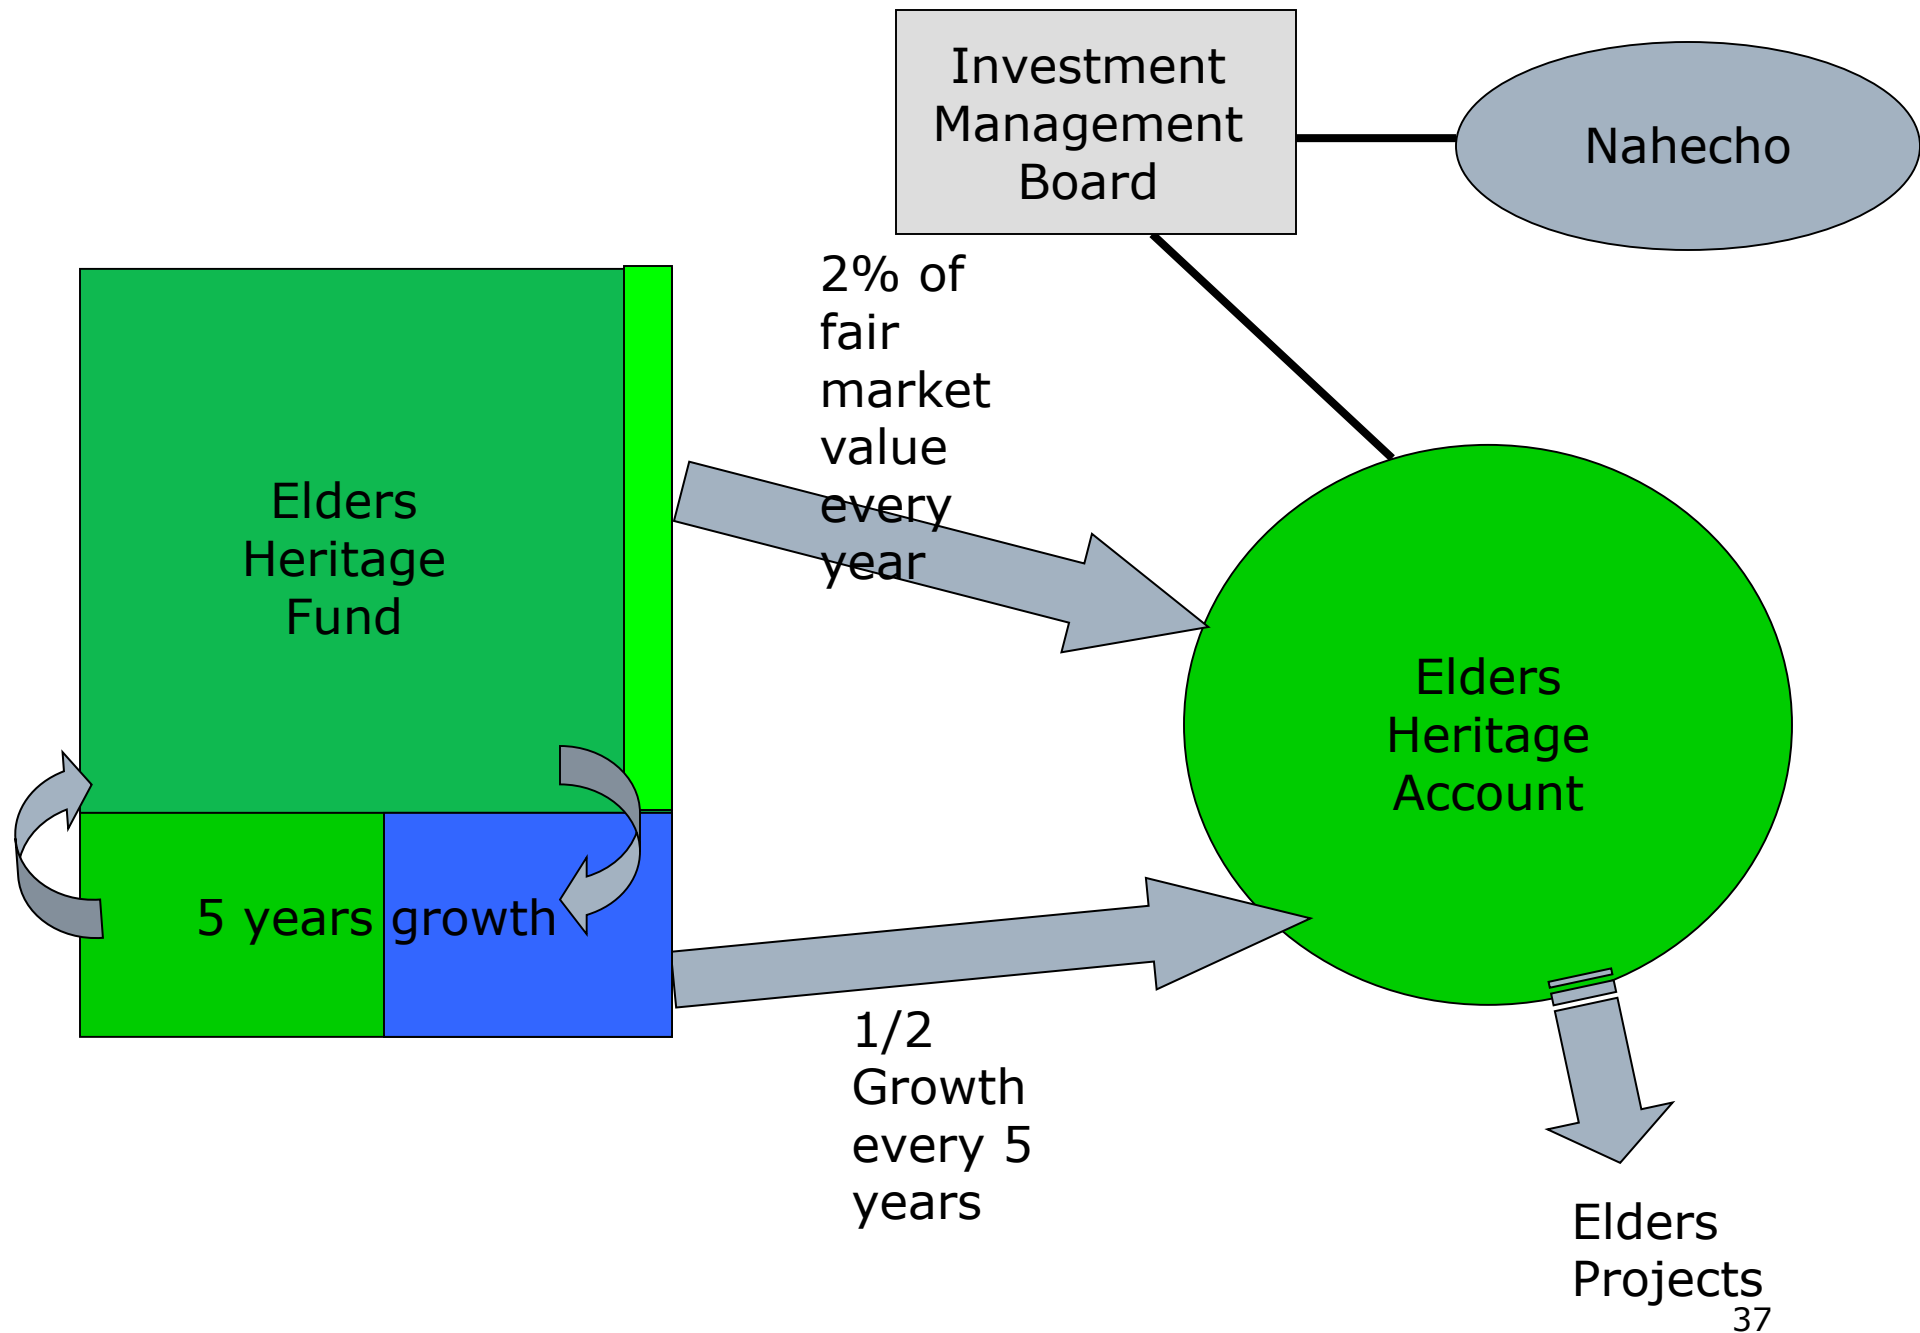 Investment
Management
Board
Nahecho
2% of
fair
market
value
every
year
Elders
Heritage
Fund
Elders
Heritage
Account
5 years growth
1/2
Growth
every 5
years
Elders
Projects
37